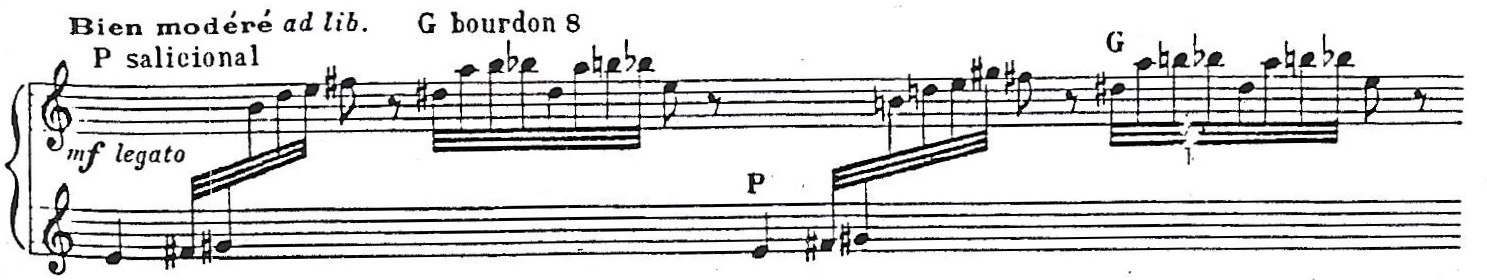 Bien modéré ad lib. G bourdon 8
P salicional
G
mf legato
P